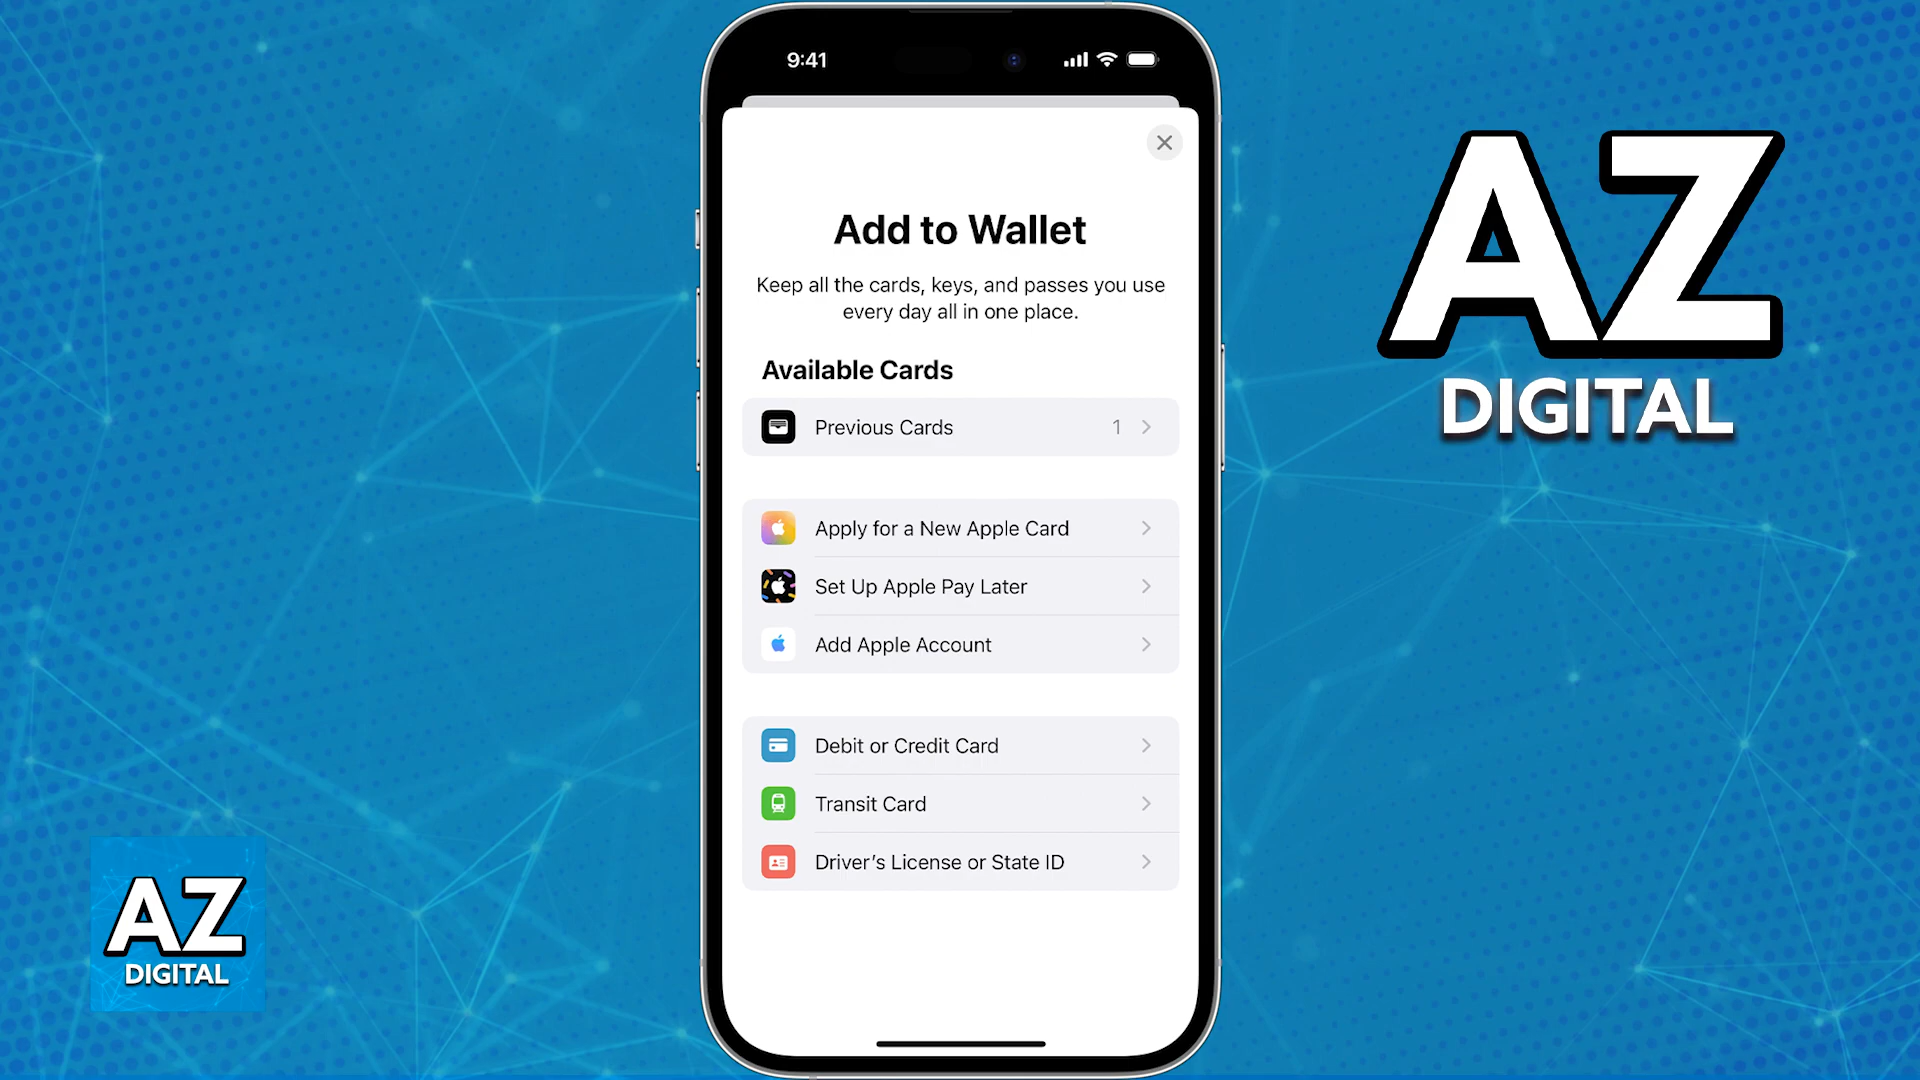 9:41
Add to Wallet
Keep all the cards, keys, and passes you use
every day all in one place.
Available Cards
Previous Cards 1
Apply for a New Apple Card
Set Up Apple Pay Later
Add Apple Account
Debit or Credit Card
Transit Card
Driver’s License or State ID
AZ
DIGITAL
AZ
DIGITAL